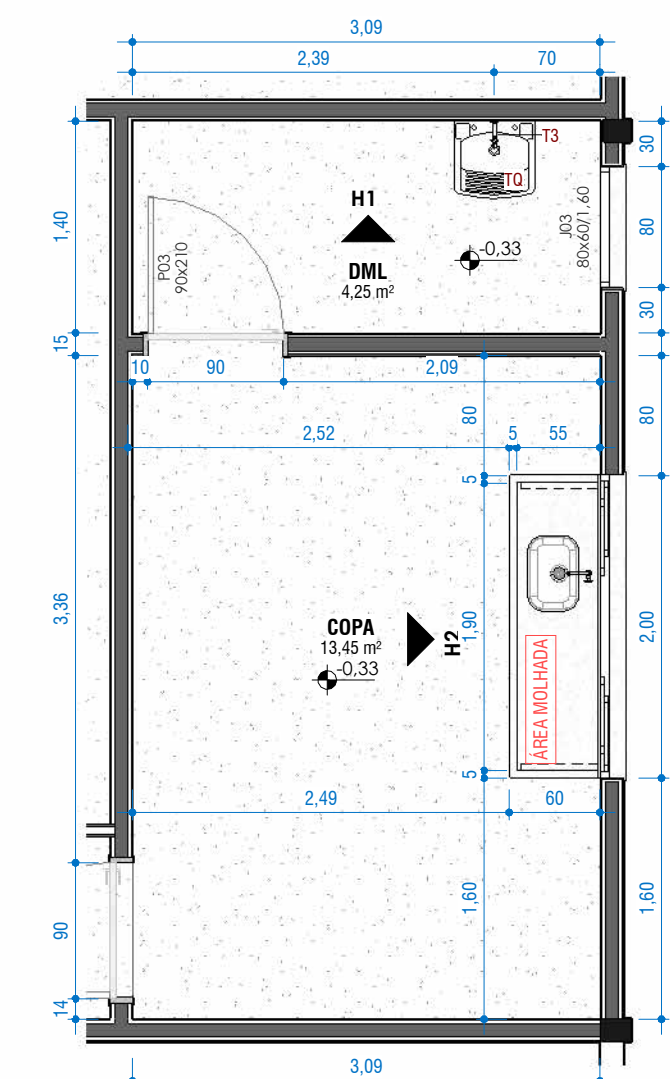 3,09
2,39
70
T3
TQ
30
H1
1,40
P03
90x210
J03
80x60/1,60
80
-0,33
DML
4,25 m²
30
15
10
90
2,09
80
80
2,52
5
55
5
3,36
COPA
13,45 m²
-0,33
H2
1,90
2,00
ÁREA MOLHADA
5
2,49
60
90
1,60
1,60
14
3,09